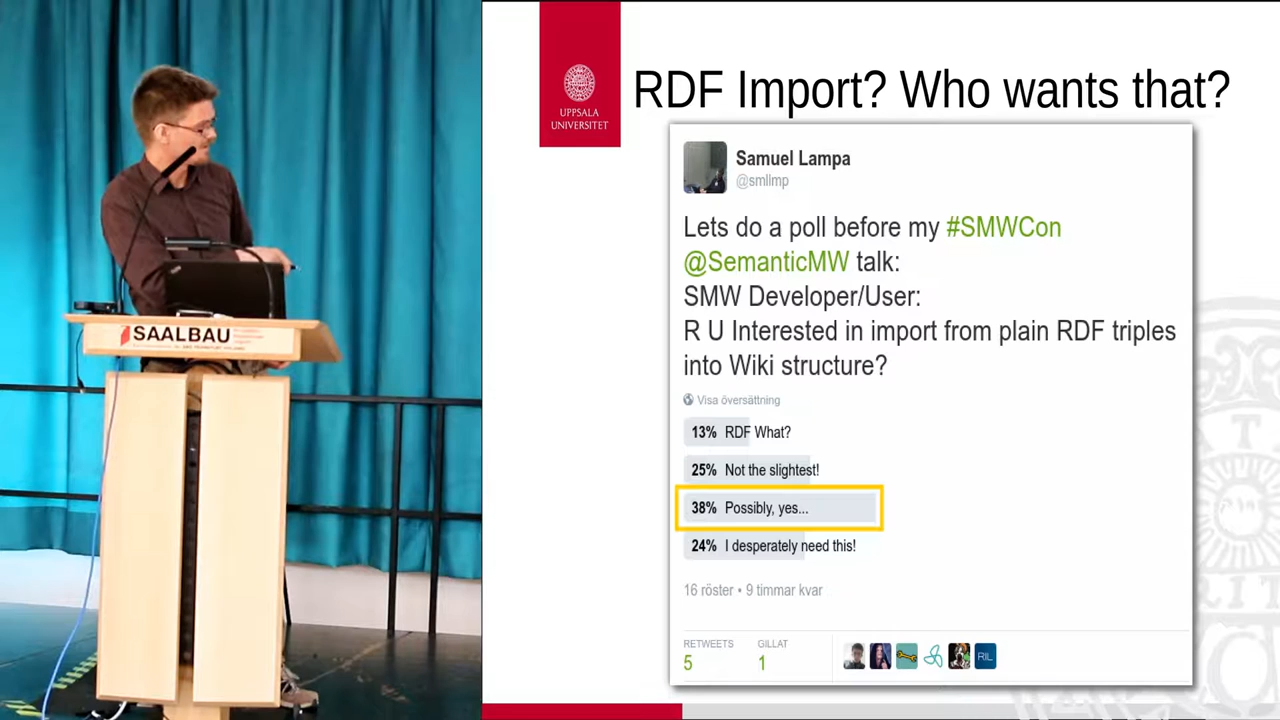 UPPSALA
UNIVERSITET
RDF Import? Who wants that?
Samuel Lampa
@smllmp
Lets do a poll before my #SMWCon
@SemanticMW talk:
SMW Developer/User:
R U Interested in import from plain RDF triples
into Wiki structure?
Visa översättning
13% RDF What?
25% Not the slightest!
38% Possibly, yes...
24% I desperately need this!
16 röster • 9 timmar kvar
RETWEETS GILLAT
5 1
RIL
SAALBAU